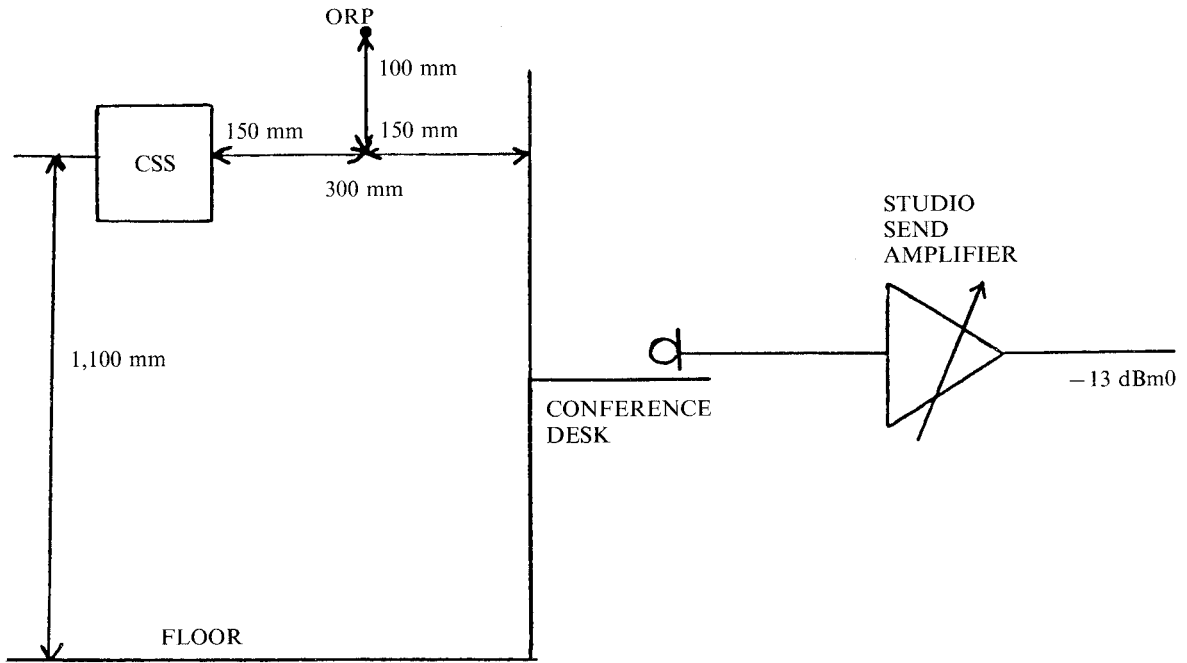 ORP
100 mm
150 mm
150 mm
CSS
300 mm
STUDIO
SEND
AMPLIFIER
1,100 mm
−13 dBm0
CONFERENCE
DESK
FLOOR